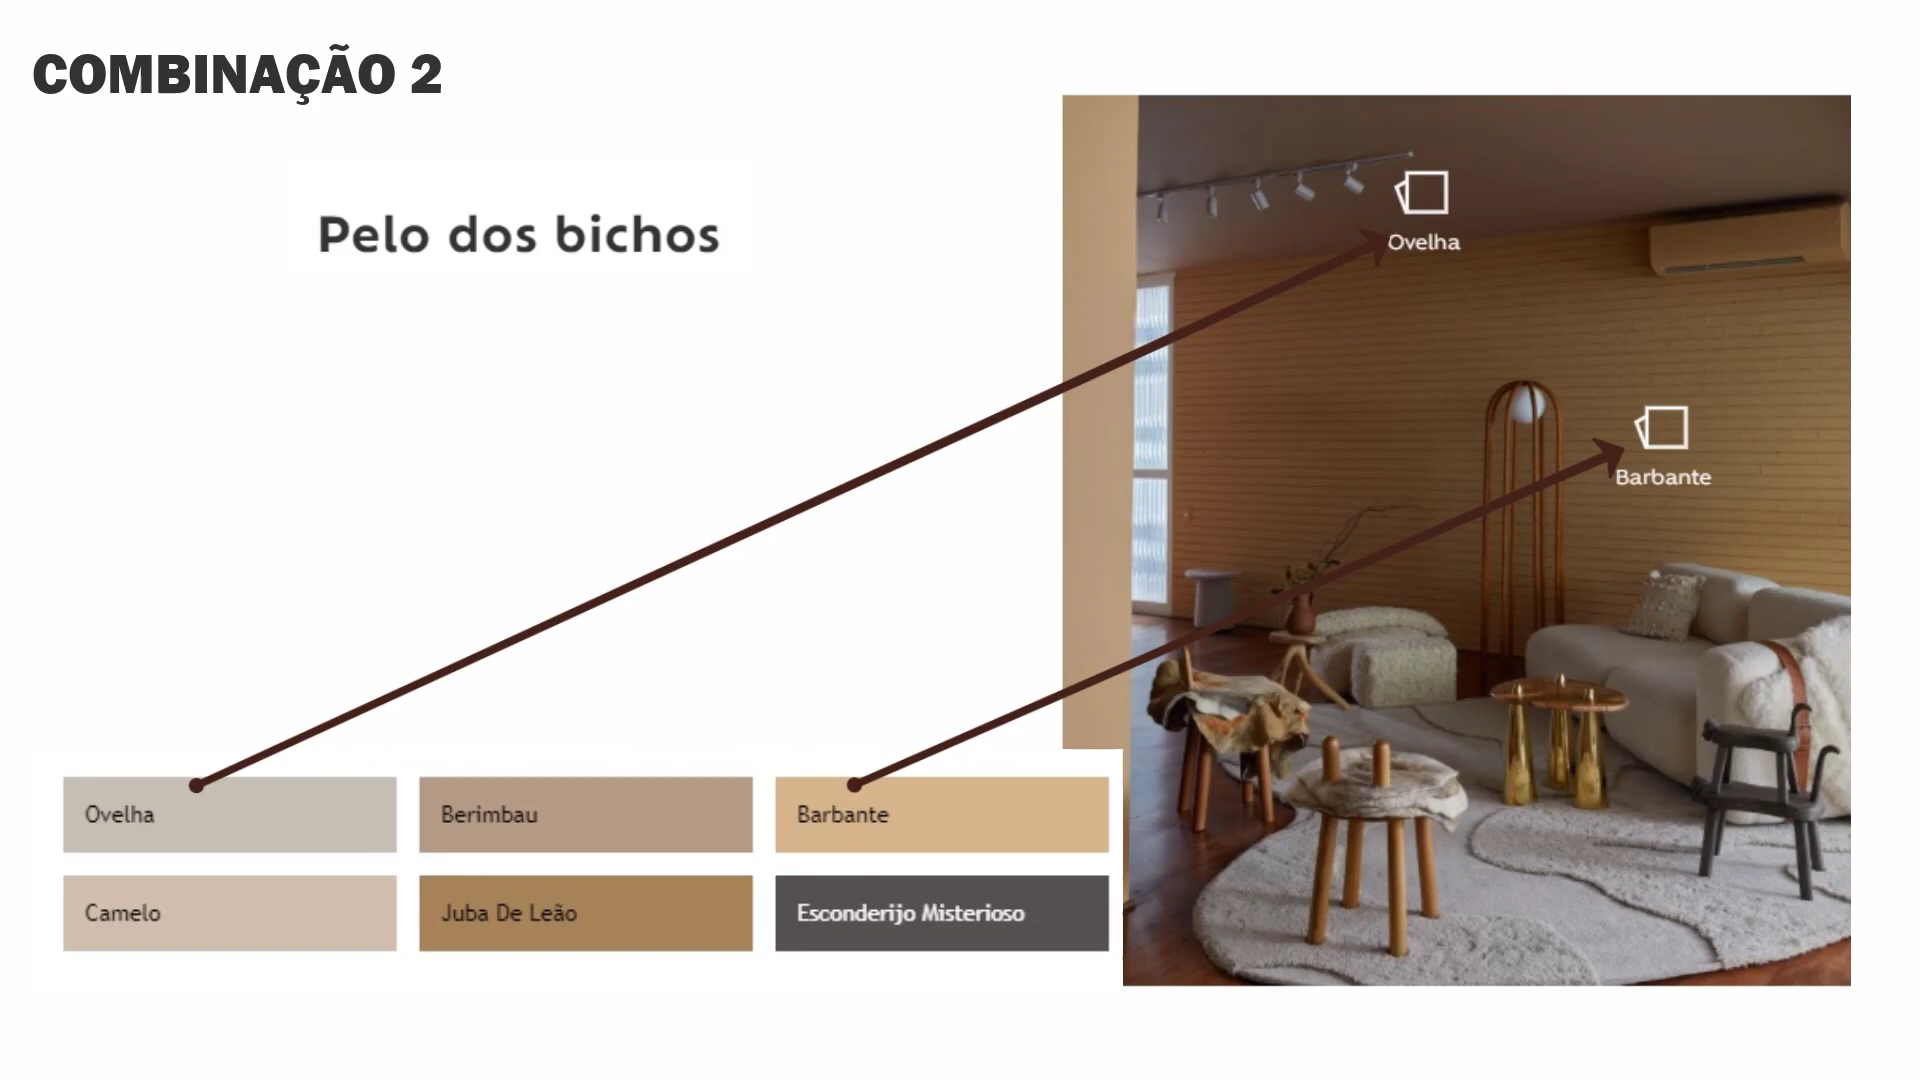 COMBINAÇÃO 2
Pelo dos bichos
Ovelha
Barbante
Ovelha
Berimbau
Barbante
Camelo
Juba De Leão
Esconderijo Misterioso